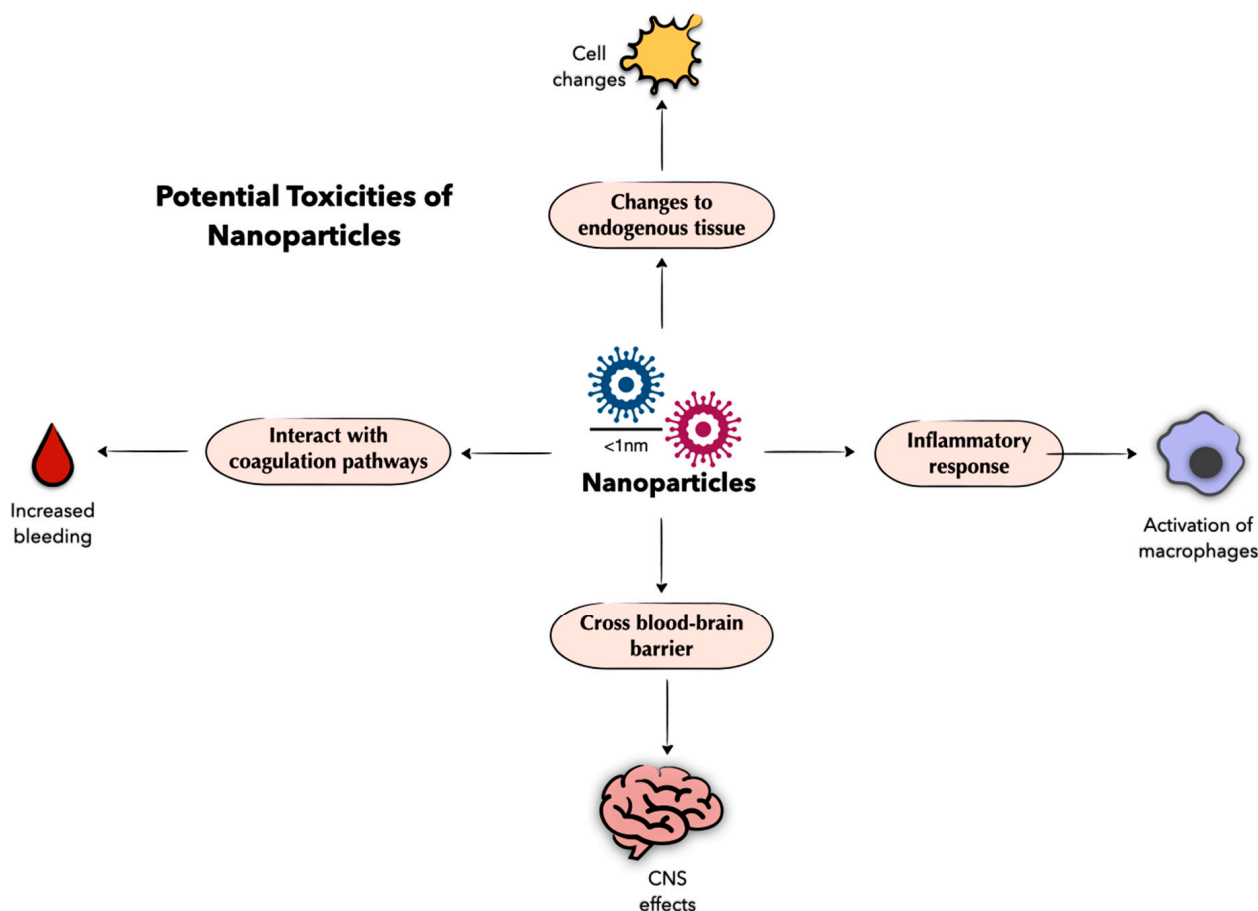 Cell
changes
Potential Toxicities of
Nanoparticles
Changes to
endogenous tissue
Interact with
coagulation pathways
Increased
bleeding
<1nm
Nanoparticles
Inflammatory
response
Activation of
macrophages
Cross blood-brain
barrier
CNS
effects